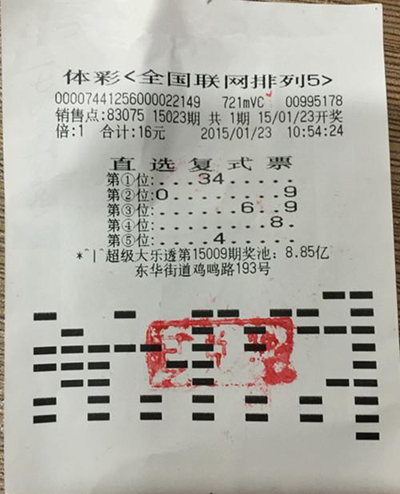 体彩<全国联网排列5>
00007441256000022149 721mVC 00995178
销售点:83075 15023期 共1期 15/01/23开奖
倍:1 合计:16元 2015/01/23 10:54:24
直选复式票
第①位:...34.....
第②位:0........9
第③位:......6..9
第④位:........8.
第⑤位:....4.....
*^|^超级大乐透第15009期奖池: 8.85亿
东华街道鸡鸣路193号